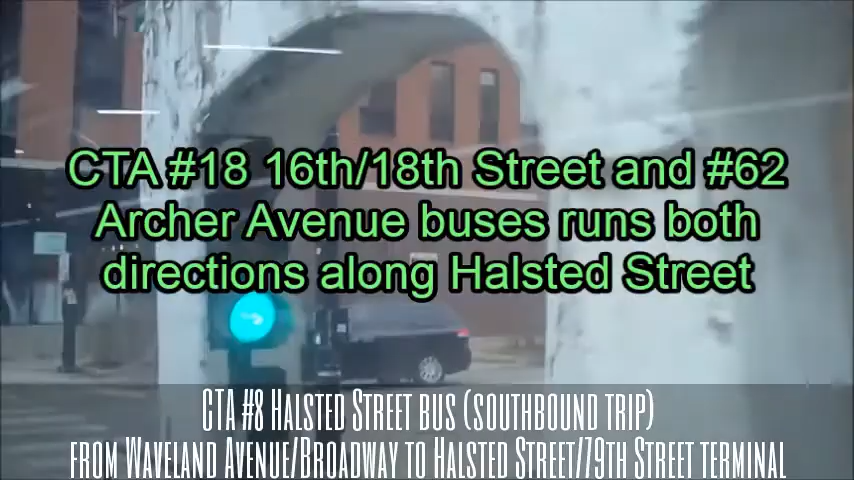 CTA #18 16th/18th Street and #62
Archer Avenue buses runs both
directions along Halsted Street
CTA #8 Halsted Street bus (southbound trip)
from Waveland Avenue/Broadway to Halsted Street/79th Street terminal